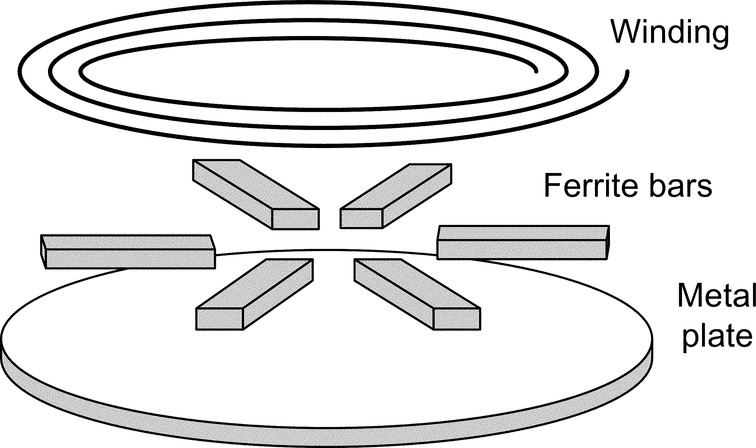 Winding
Ferrite bars
Metal
plate